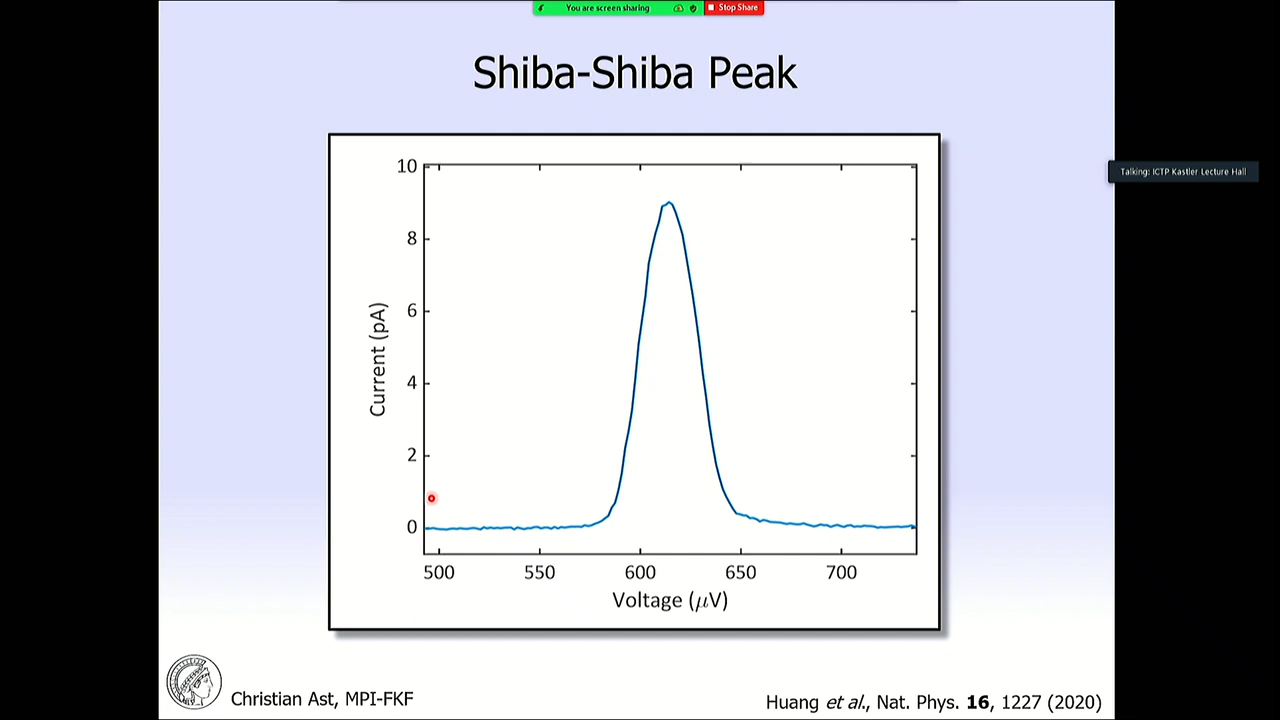 You are screen sharing
Stop Share
Shiba-Shiba Peak
Talking: ICTP Kastler Lecture Hall
10
8
6
4
2
0
Current (pA)
500 550 600 650 700
Voltage (μV)
Christian Ast, MPI-FKF
Huang et al., Nat. Phys. 16, 1227 (2020)